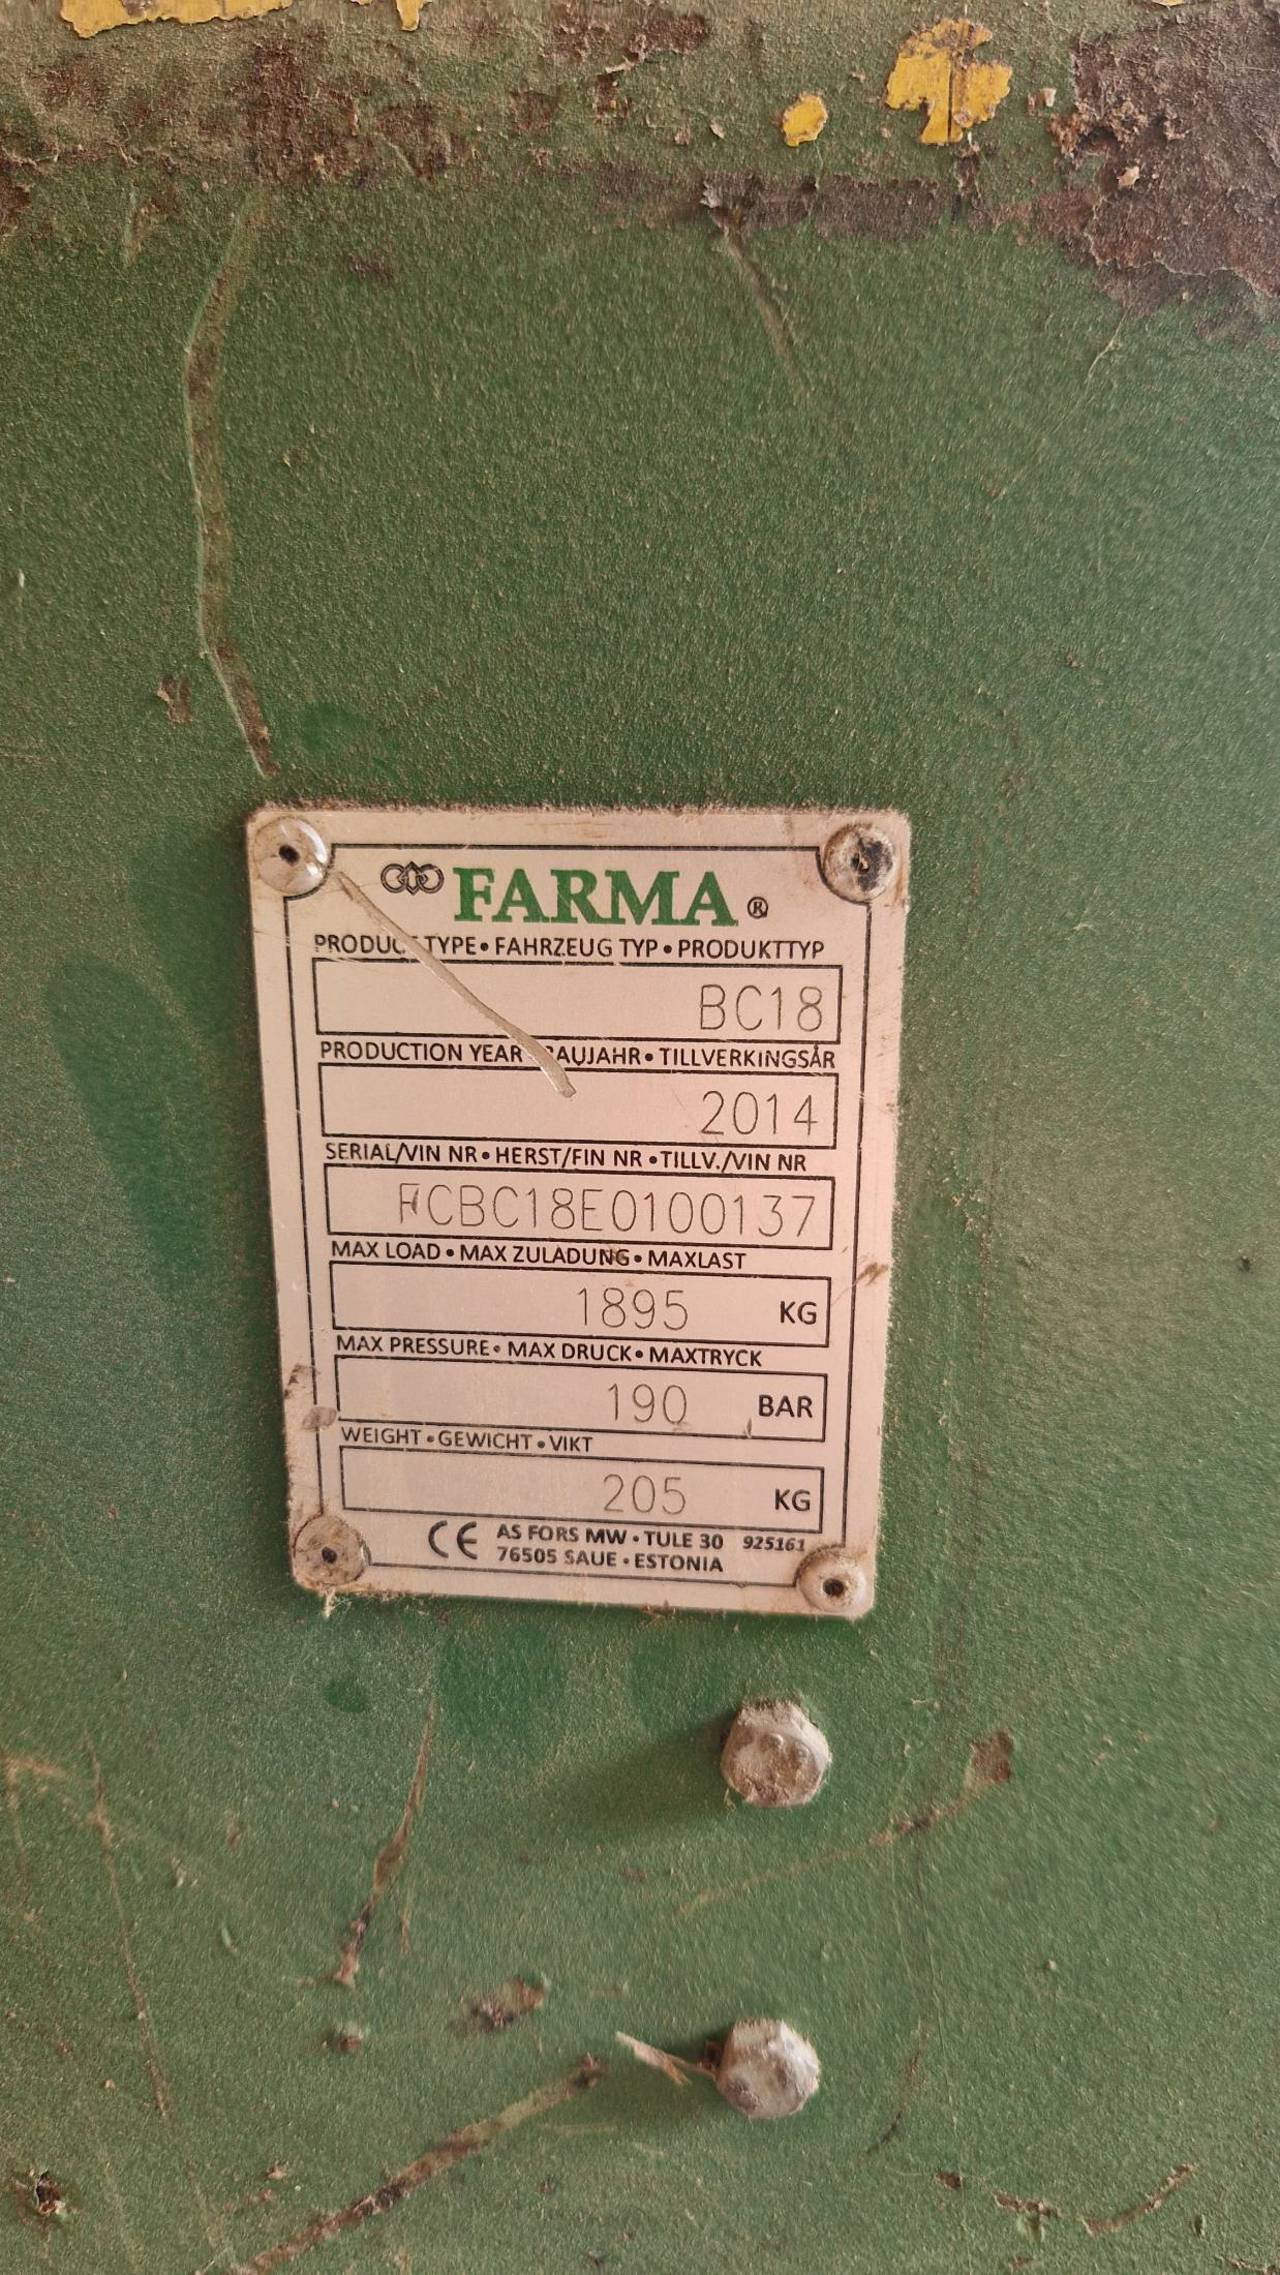 FARMA ®
PRODUCT TYPE • FAHRZEUG TYP • PRODUKTTYP
BC18
PRODUCTION YEAR • BAUJAHR • TILLVERKINGSÅR
2014
SERIAL/VIN NR • HERST/FIN NR • TILLV./VIN NR
FCBC18E0100137
MAX LOAD • MAX ZULADUNG • MAXLAST
1895 KG
MAX PRESSURE • MAX DRUCK • MAXTRYCK
190 BAR
WEIGHT • GEWICHT • VIKT
205 KG
CE AS FORS MW • TULE 30 925161
76505 SAUE • ESTONIA